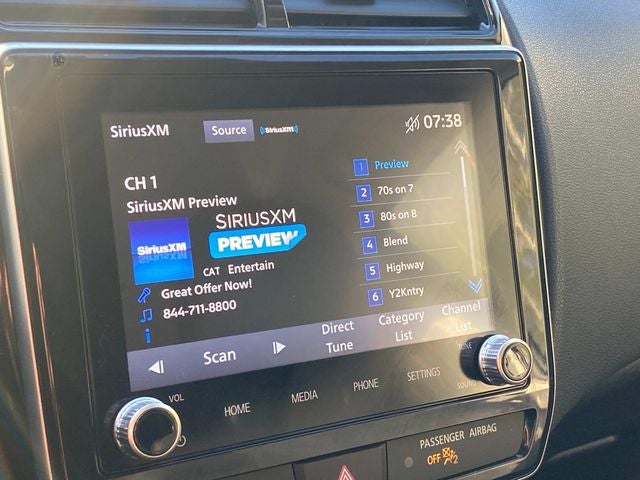 SiriusXM Source SiriusXM 07:38
CH 1
SiriusXM Preview
SIRIUSXM
PREVIEW
SiriusXM
CAT Entertain
Great Offer Now!
844-711-8800
1 Preview
2 70s on 7
3 80s on 8
4 Blend
5 Highway
6 Y2Kntry
Scan
Direct Tune
Category List
Channel List
VOL HOME MEDIA PHONE SETTINGS
TUNE
SOUND
PASSENGER AIRBAG
OFF 2